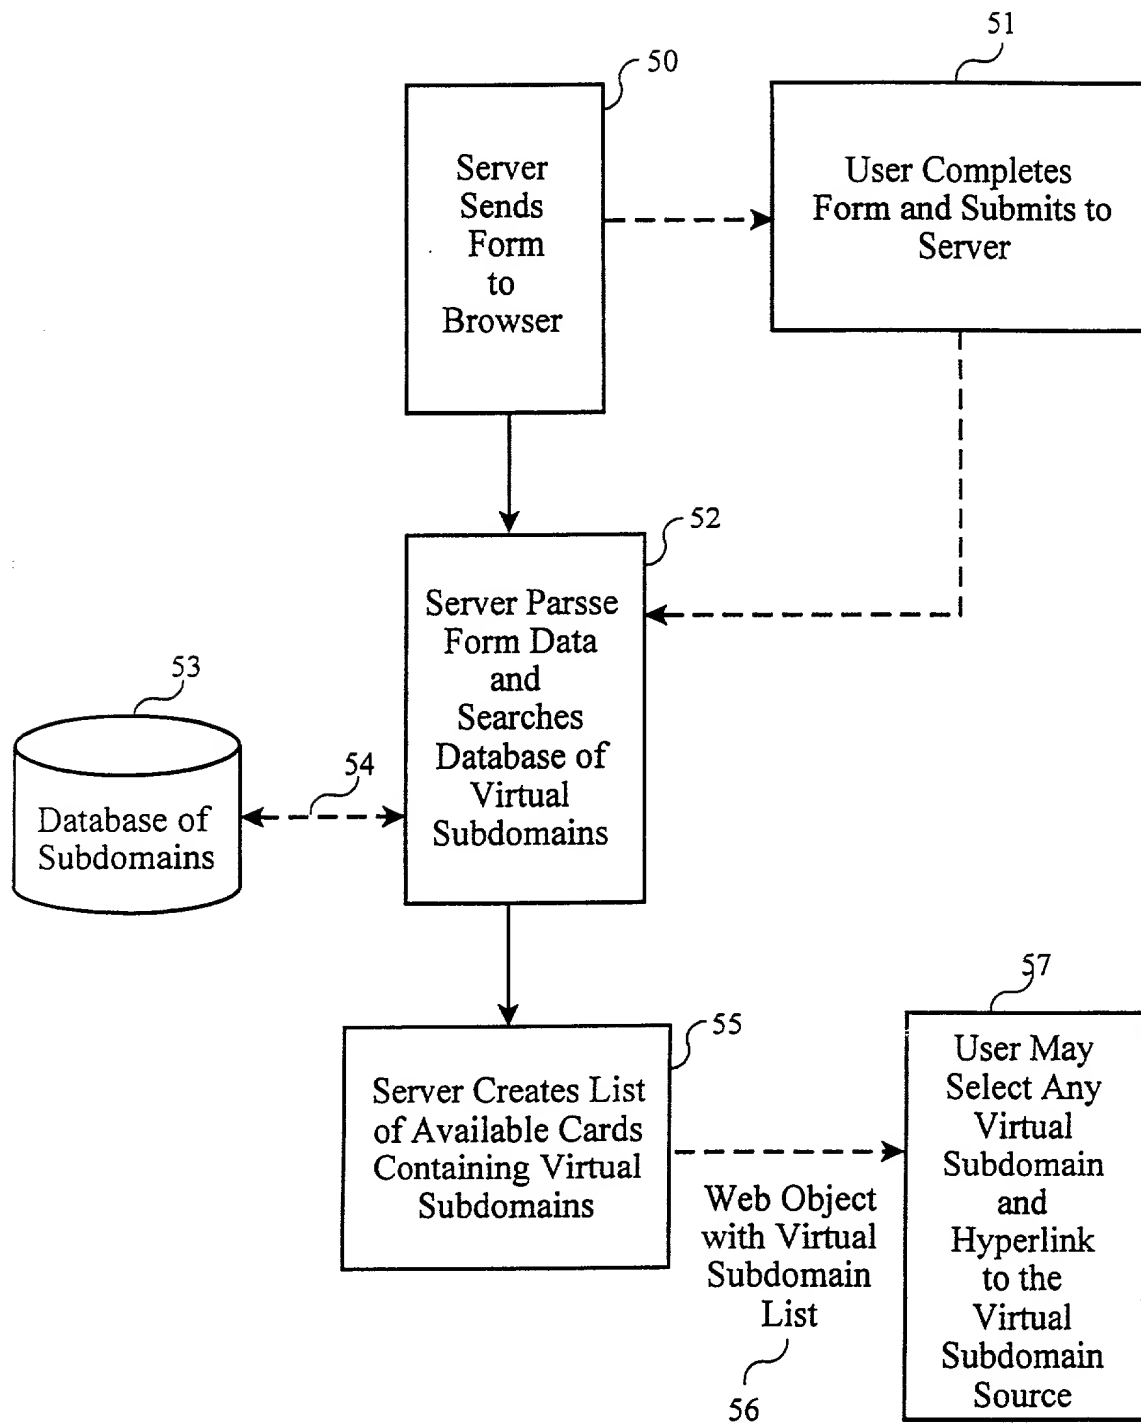 50
51
Server
Sends
Form
to
Browser
User Completes
Form and Submits to
Server
52
Server Parsse
Form Data
and
Searches
Database of
Virtual
Subdomains
53
54
Database of
Subdomains
55
Server Creates List
of Available Cards
Containing Virtual
Subdomains
Web Object
with Virtual
Subdomain
List
56
57
User May
Select Any
Virtual
Subdomain
and
Hyperlink
to the
Virtual
Subdomain
Source